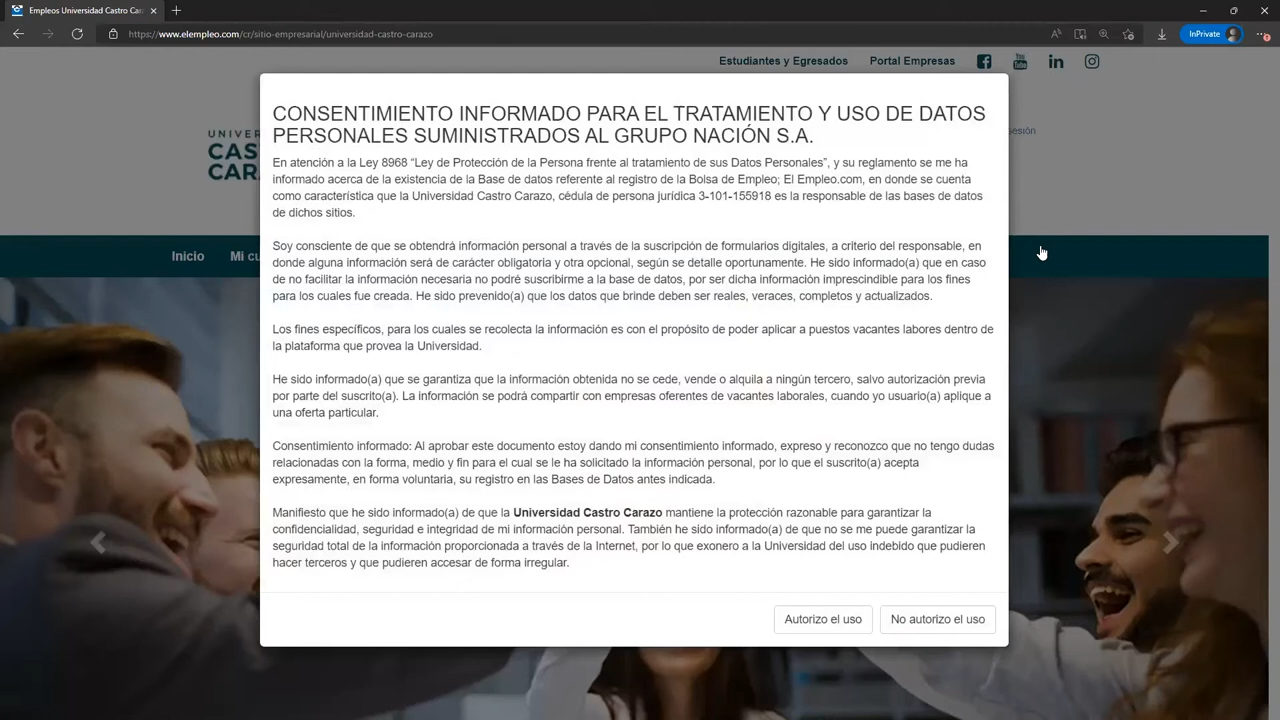 Empleos Universidad Castro Cara
https://www.elempleo.com/cr/sitio-empresarial/universidad-castro-carazo
InPrivate
Estudiantes y Egresados
Portal Empresas
CONSENTIMIENTO INFORMADO PARA EL TRATAMIENTO Y USO DE DATOS
PERSONALES SUMINISTRADOS AL GRUPO NACIÓN S.A.
sesión
En atención a la Ley 8968 “Ley de Protección de la Persona frente al tratamiento de sus Datos Personales”, y su reglamento se me ha
informado acerca de la existencia de la Base de datos referente al registro de la Bolsa de Empleo; El Empleo.com, en donde se cuenta
como característica que la Universidad Castro Carazo, cédula de persona jurídica 3-101-155918 es la responsable de las bases de datos
de dichos sitios.
UNIVER
CAS
CAR
Soy consciente de que se obtendrá información personal a través de la suscripción de formularios digitales, a criterio del responsable, en
donde alguna información será de carácter obligatoria y otra opcional, según se detalle oportunamente. He sido informado(a) que en caso
de no facilitar la información necesaria no podré suscribirme a la base de datos, por ser dicha información imprescindible para los fines
para los cuales fue creada. He sido prevenido(a) que los datos que brinde deben ser reales, veraces, completos y actualizados.
Inicio
Mi cu
Los fines específicos, para los cuales se recolecta la información es con el propósito de poder aplicar a puestos vacantes labores dentro de
la plataforma que provea la Universidad.
He sido informado(a) que se garantiza que la información obtenida no se cede, vende o alquila a ningún tercero, salvo autorización previa
por parte del suscrito(a). La información se podrá compartir con empresas oferentes de vacantes laborales, cuando yo usuario(a) aplique a
una oferta particular.
Consentimiento informado: Al aprobar este documento estoy dando mi consentimiento informado, expreso y reconozco que no tengo dudas
relacionadas con la forma, medio y fin para el cual se le ha solicitado la información personal, por lo que el suscrito(a) acepta
expresamente, en forma voluntaria, su registro en las Bases de Datos antes indicada.
Manifiesto que he sido informado(a) de que la Universidad Castro Carazo mantiene la protección razonable para garantizar la
confidencialidad, seguridad e integridad de mi información personal. También he sido informado(a) de que no se me puede garantizar la
seguridad total de la información proporcionada a través de la Internet, por lo que exonero a la Universidad del uso indebido que pudieren
hacer terceros y que pudieren accesar de forma irregular.
Autorizo el uso
No autorizo el uso